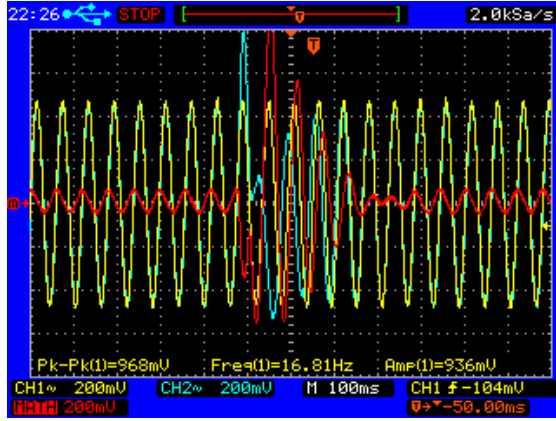 22:26 STOP 2.0kSa/s
T
T
m
Pk-Pk(1)=968mV Freq(1)=16.81Hz Amp(1)=936mV
CH1~ 200mV CH2~ 200mV M 100ms CH1 -104mV
MATH 200mV -50.00ms